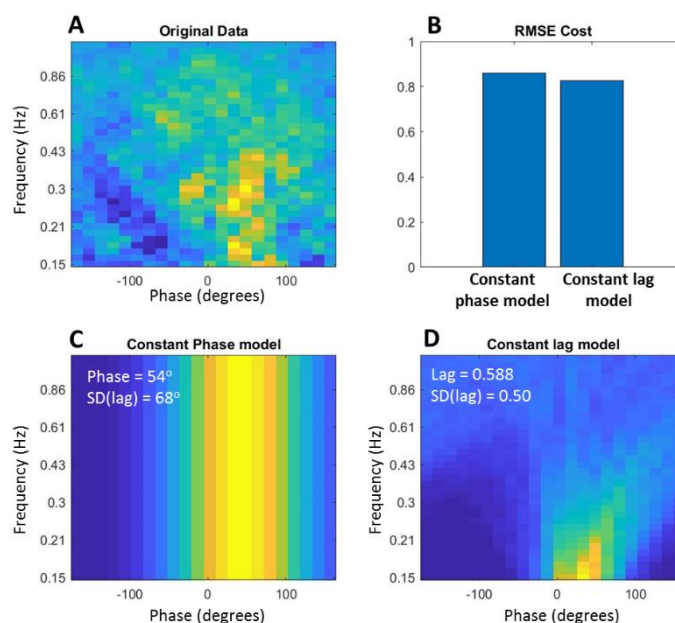 A
Original Data
Frequency (Hz)
0.86
0.61
0.43
0.3
0.21
0.15
-100 0 100
Phase (degrees)
B
RMSE Cost
1
0.8
0.6
0.4
0.2
0
Constant phase model
Constant lag model
C
Constant Phase model
Phase = 54°
SD(lag) = 68°
Frequency (Hz)
0.86
0.61
0.43
0.3
0.21
0.15
-100 0 100
Phase (degrees)
D
Constant lag model
Lag = 0.588
SD(lag) = 0.50
Frequency (Hz)
0.86
0.61
0.43
0.3
0.21
0.15
-100 0 100
Phase (degrees)